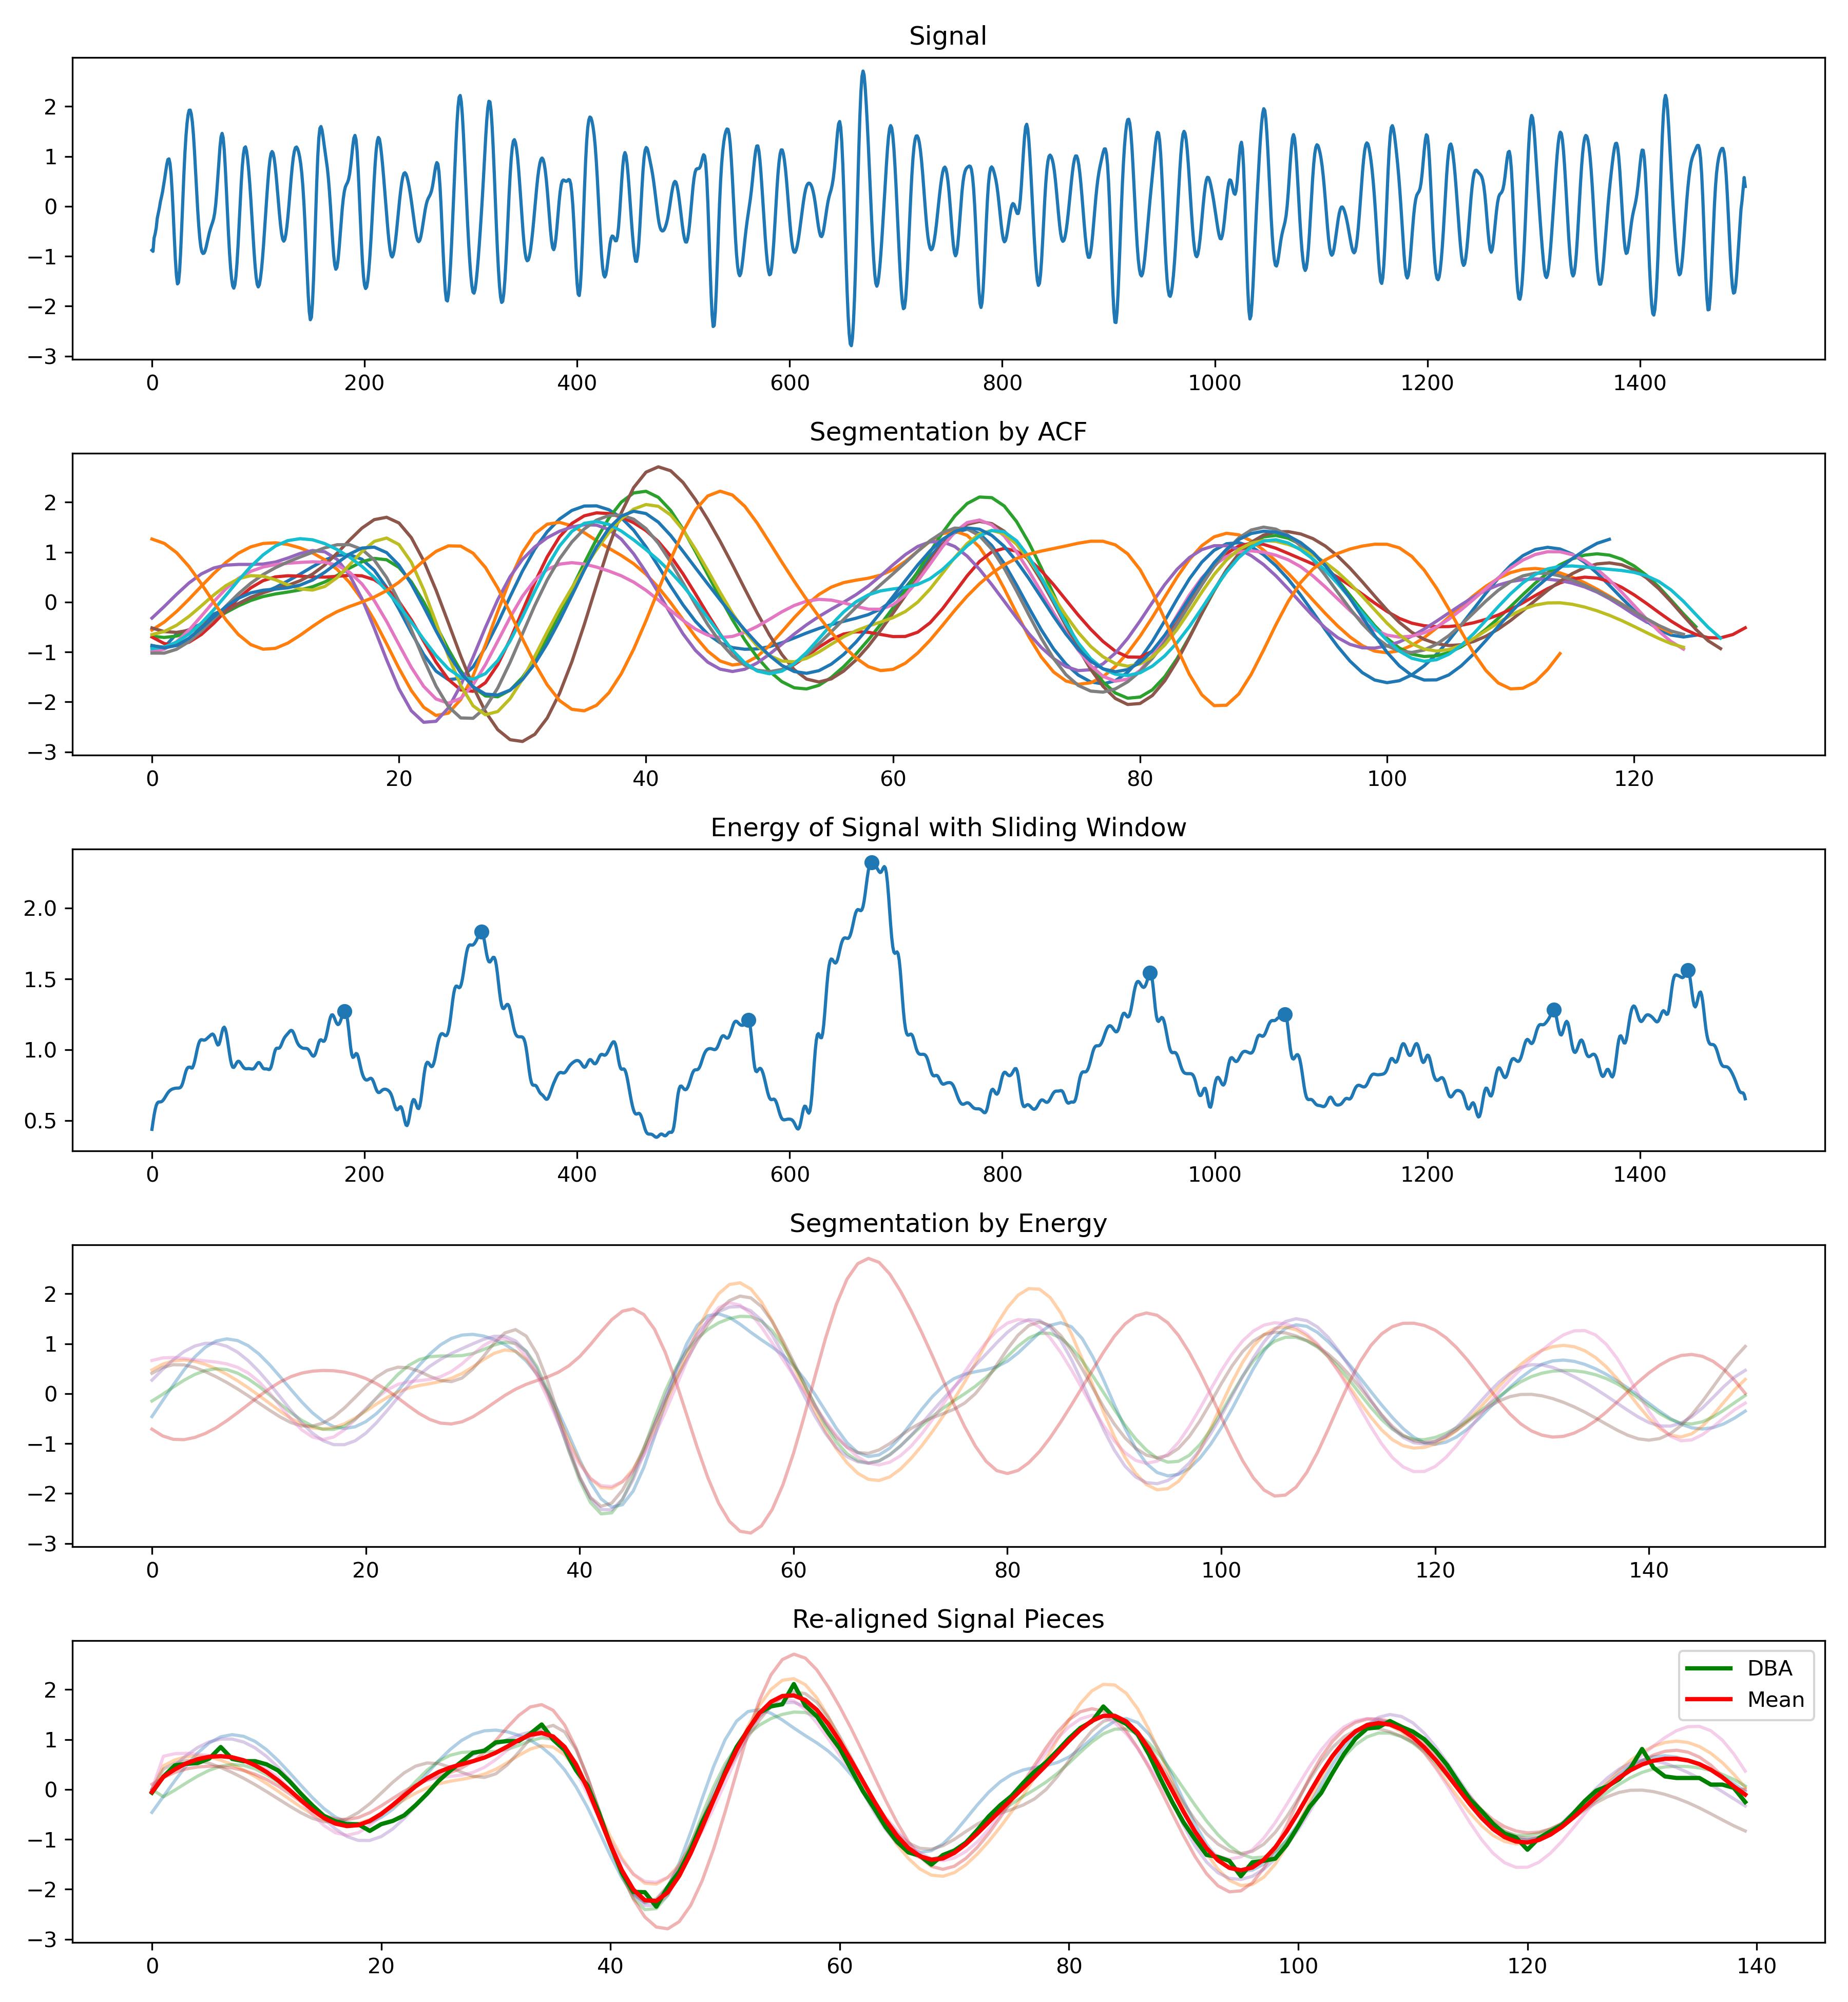 Signal
2
1
0
−1
−2
−3
0 200 400 600 800 1000 1200 1400
Segmentation by ACF
2
1
0
−1
−2
−3
0 20 40 60 80 100 120
Energy of Signal with Sliding Window
2.0
1.5
1.0
0.5
0 200 400 600 800 1000 1200 1400
Segmentation by Energy
2
1
0
−1
−2
−3
0 20 40 60 80 100 120 140
Re-aligned Signal Pieces
DBA
Mean
2
1
0
−1
−2
−3
0 20 40 60 80 100 120 140